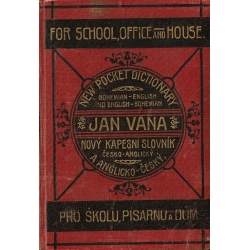 FOR SCHOOL, OFFICE AND HOUSE.
NEW POCKET DICTIONARY
BOHEMIAN-ENGLISH
AND ENGLISH-BOHEMIAN
JAN VÁŇA
NOVÝ KAPESNÍ SLOVNÍK
ČESKO-ANGLICKÝ
A ANGLICKO-ČESKÝ.
PRO ŠKOLU, PÍSÁRNU A DŮM.